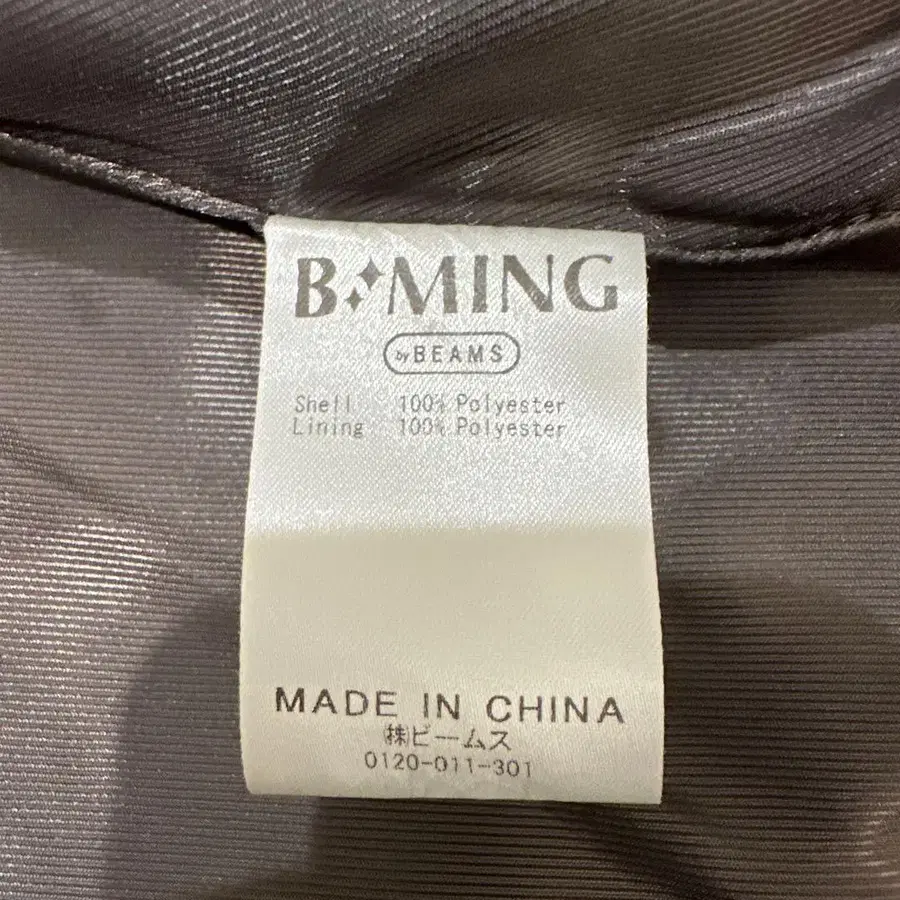 B:MING
by BEAMS
Shell 100% Polyester
Lining 100% Polyester
MADE IN CHINA
㈱ビームス
0120-011-301